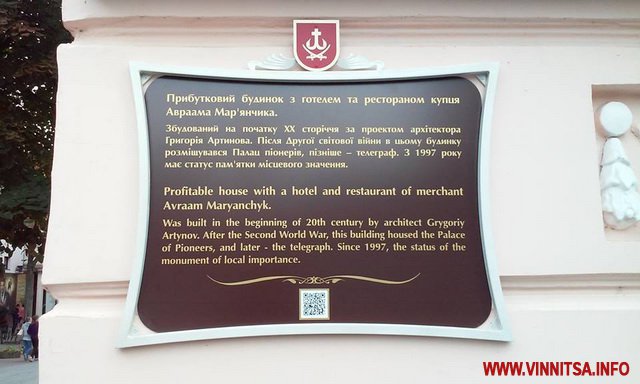 Прибутковий будинок з готелем та рестораном купця
Авраама Мар'янчика.
Збудований на початку XX сторіччя за проектом архітектора
Григорія Артинова. Після Другої світової війни в цьому будинку
розміщувався Палац піонерів, пізніше – телеграф. З 1997 року
має статус пам'ятки місцевого значення.
Profitable house with a hotel and restaurant of merchant
Avraam Maryanchyk.
Was built in the beginning of 20th century by architect Grygoriy
Artynov. After the Second World War, this building housed the Palace
of Pioneers, and later - the telegraph. Since 1997, the status of the
monument of local importance.
WWW.VINNITSA.INFO